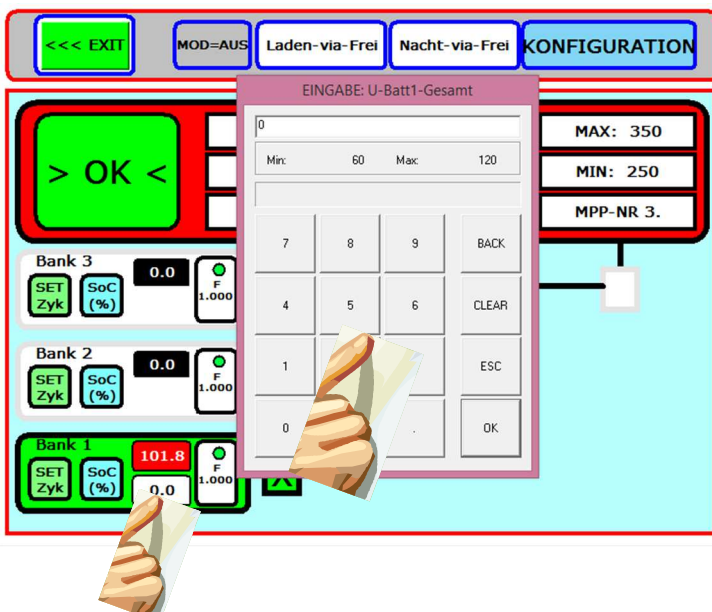 <<< EXIT
MOD=AUS
Laden-via-Frei
Nacht-via-Frei
KONFIGURATION
EINGABE: U-Batt1-Gesamt
0
Min: 60 Max: 120
7 8 9 BACK
4 5 6 CLEAR
1 ESC
0 . OK
> OK <
MAX: 350
MIN: 250
MPP-NR 3.
Bank 3
SET
Zyk
SoC
(%)
0.0
F
1.000
Bank 2
SET
Zyk
SoC
(%)
0.0
F
1.000
Bank 1
SET
Zyk
SoC
(%)
101.8
0.0
F
1.000